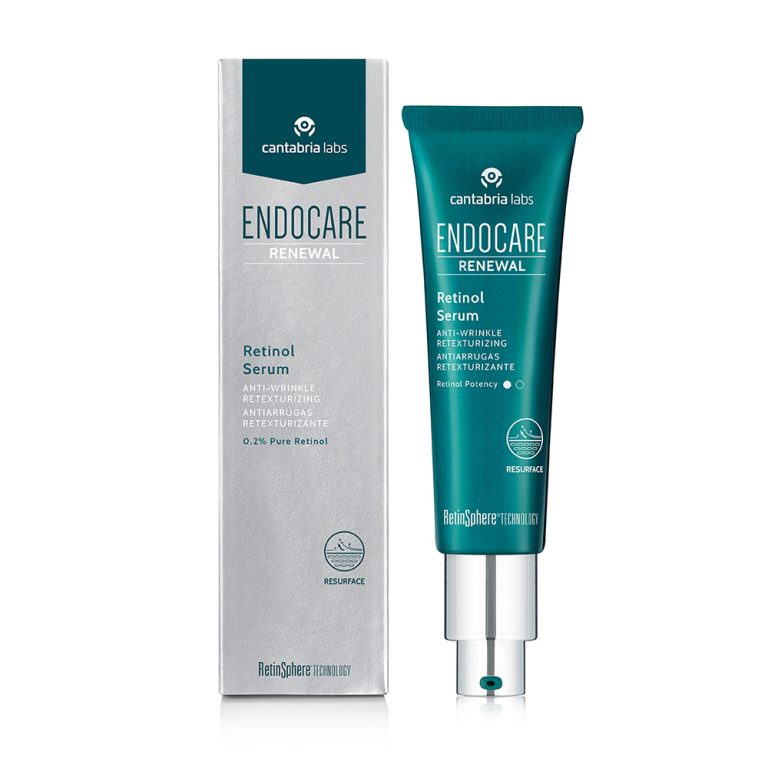 cantabria labs
ENDOCARE
RENEWAL
Retinol
Serum
ANTI-WRINKLE
RETEXTURIZING
ANTIARRUGAS
RETEXTURIZANTE
0.2% Pure Retinol
RESURFACE
RetinSphere TECHNOLOGY
cantabria labs
ENDOCARE
RENEWAL
Retinol
Serum
ANTI-WRINKLE
RETEXTURIZING
ANTIARRUGAS
RETEXTURIZANTE
Retinol Potency
RESURFACE
RetinSphere® TECHNOLOGY